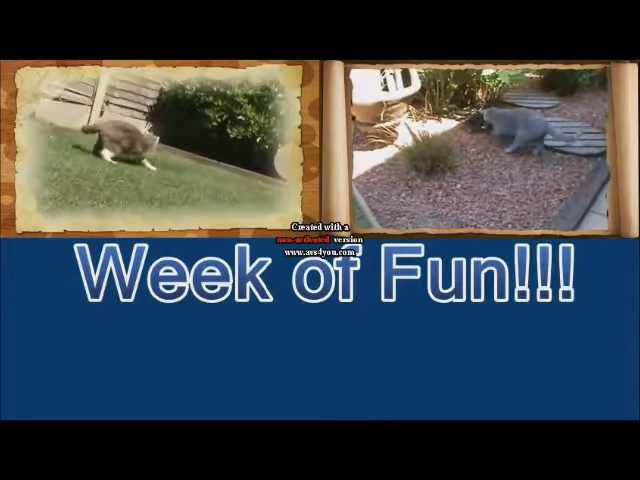 Created with a
non-activated version
www.avs4you.com
Week of Fun!!!